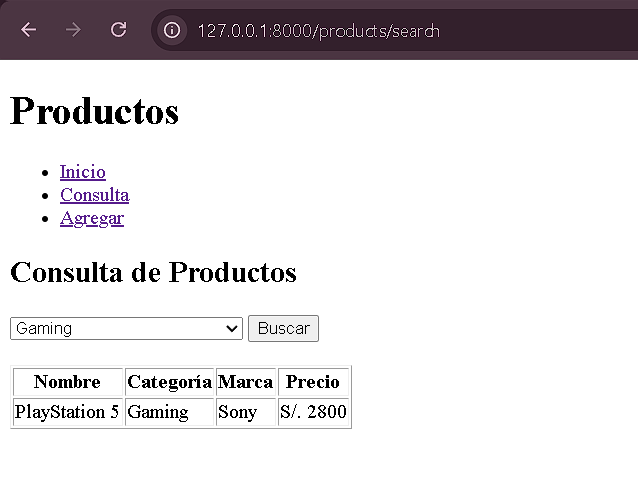 127.0.0.1:8000/products/search
Productos
Inicio
Consulta
Agregar
Consulta de Productos
Gaming Buscar
Nombre Categoría Marca Precio
PlayStation 5 Gaming Sony S/. 2800